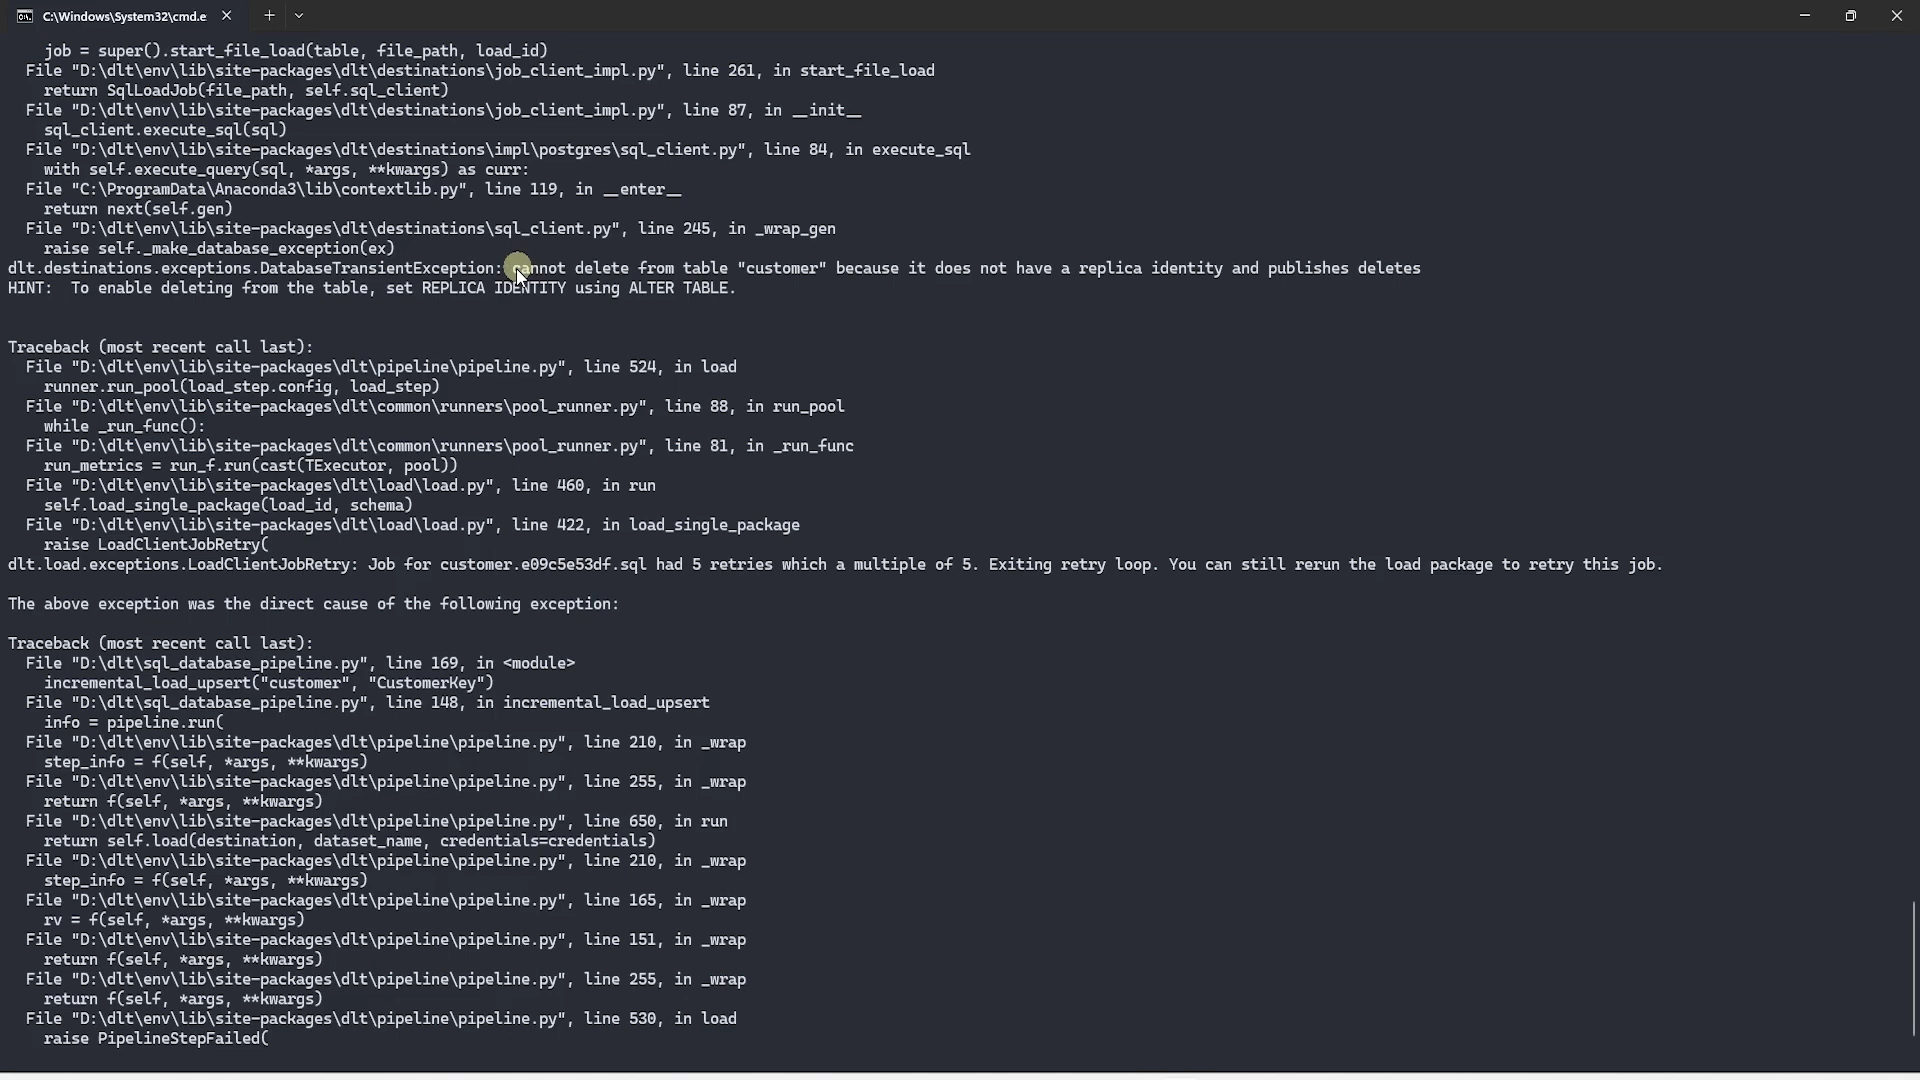 C:\Windows\System32\cmd.e
job = super().start_file_load(table, file_path, load_id)
File "D:\dlt\env\lib\site-packages\dlt\destinations\job_client_impl.py", line 261, in start_file_load
return SqlLoadJob(file_path, self.sql_client)
File "D:\dlt\env\lib\site-packages\dlt\destinations\job_client_impl.py", line 87, in __init__
sql_client.execute_sql(sql)
File "D:\dlt\env\lib\site-packages\dlt\destinations\impl\postgres\sql_client.py", line 84, in execute_sql
with self.execute_query(sql, *args, **kwargs) as curr:
File "C:\ProgramData\Anaconda3\lib\contextlib.py", line 119, in __enter__
return next(self.gen)
File "D:\dlt\env\lib\site-packages\dlt\destinations\sql_client.py", line 245, in _wrap_gen
raise self._make_database_exception(ex)
dlt.destinations.exceptions.DatabaseTransientException: cannot delete from table "customer" because it does not have a replica identity and publishes deletes
HINT:  To enable deleting from the table, set REPLICA IDENTITY using ALTER TABLE.
Traceback (most recent call last):
File "D:\dlt\env\lib\site-packages\dlt\pipeline\pipeline.py", line 524, in load
runner.run_pool(load_step.config, load_step)
File "D:\dlt\env\lib\site-packages\dlt\common\runners\pool_runner.py", line 88, in run_pool
while _run_func():
File "D:\dlt\env\lib\site-packages\dlt\common\runners\pool_runner.py", line 81, in _run_func
run_metrics = run_f.run(cast(TExecutor, pool))
File "D:\dlt\env\lib\site-packages\dlt\load\load.py", line 460, in run
self.load_single_package(load_id, schema)
File "D:\dlt\env\lib\site-packages\dlt\load\load.py", line 422, in load_single_package
raise LoadClientJobRetry(
dlt.load.exceptions.LoadClientJobRetry: Job for customer.e09c5e53df.sql had 5 retries which a multiple of 5. Exiting retry loop. You can still rerun the load package to retry this job.
The above exception was the direct cause of the following exception:
Traceback (most recent call last):
File "D:\dlt\sql_database_pipeline.py", line 169, in <module>
incremental_load_upsert("customer", "CustomerKey")
File "D:\dlt\sql_database_pipeline.py", line 148, in incremental_load_upsert
info = pipeline.run(
File "D:\dlt\env\lib\site-packages\dlt\pipeline\pipeline.py", line 210, in _wrap
step_info = f(self, *args, **kwargs)
File "D:\dlt\env\lib\site-packages\dlt\pipeline\pipeline.py", line 255, in _wrap
return f(self, *args, **kwargs)
File "D:\dlt\env\lib\site-packages\dlt\pipeline\pipeline.py", line 650, in run
return self.load(destination, dataset_name, credentials=credentials)
File "D:\dlt\env\lib\site-packages\dlt\pipeline\pipeline.py", line 210, in _wrap
step_info = f(self, *args, **kwargs)
File "D:\dlt\env\lib\site-packages\dlt\pipeline\pipeline.py", line 165, in _wrap
rv = f(self, *args, **kwargs)
File "D:\dlt\env\lib\site-packages\dlt\pipeline\pipeline.py", line 151, in _wrap
return f(self, *args, **kwargs)
File "D:\dlt\env\lib\site-packages\dlt\pipeline\pipeline.py", line 255, in _wrap
return f(self, *args, **kwargs)
File "D:\dlt\env\lib\site-packages\dlt\pipeline\pipeline.py", line 530, in load
raise PipelineStepFailed(